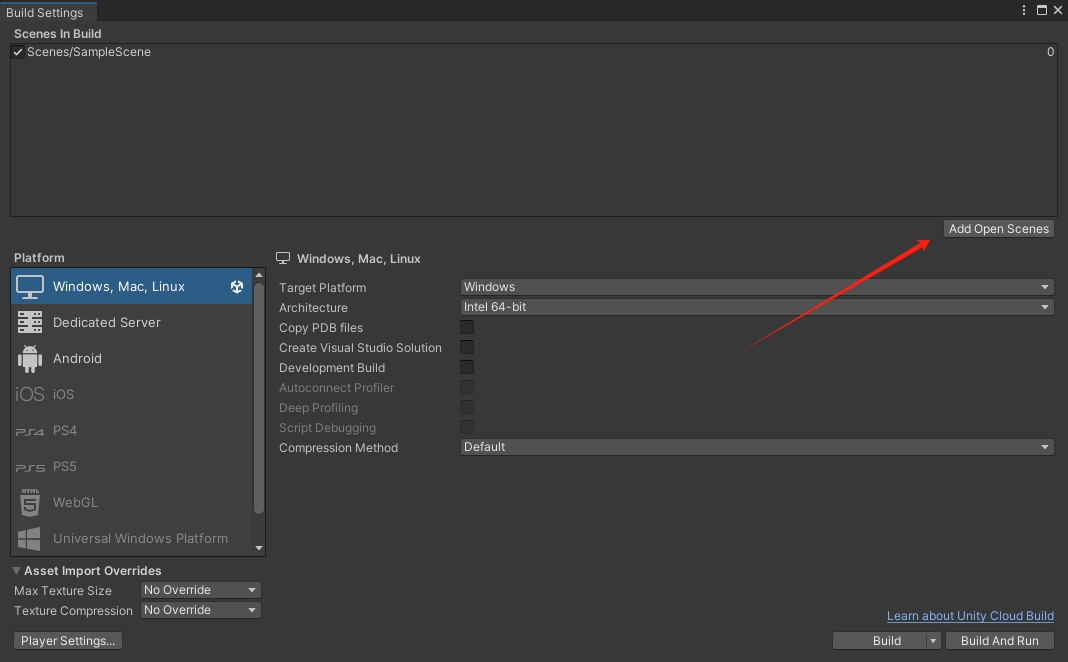 Build Settings
Scenes In Build
Scenes/SampleScene 0
Add Open Scenes
Platform
Windows, Mac, Linux
Dedicated Server
Android
iOS iOS
PS4 PS4
PS5 PS5
HTML 5 WebGL
Universal Windows Platform
Windows, Mac, Linux
Target Platform Windows
Architecture Intel 64-bit
Copy PDB files
Create Visual Studio Solution
Development Build
Autoconnect Profiler
Deep Profiling
Script Debugging
Compression Method Default
Asset Import Overrides
Max Texture Size No Override
Texture Compression No Override
Learn about Unity Cloud Build
Player Settings... Build Build And Run